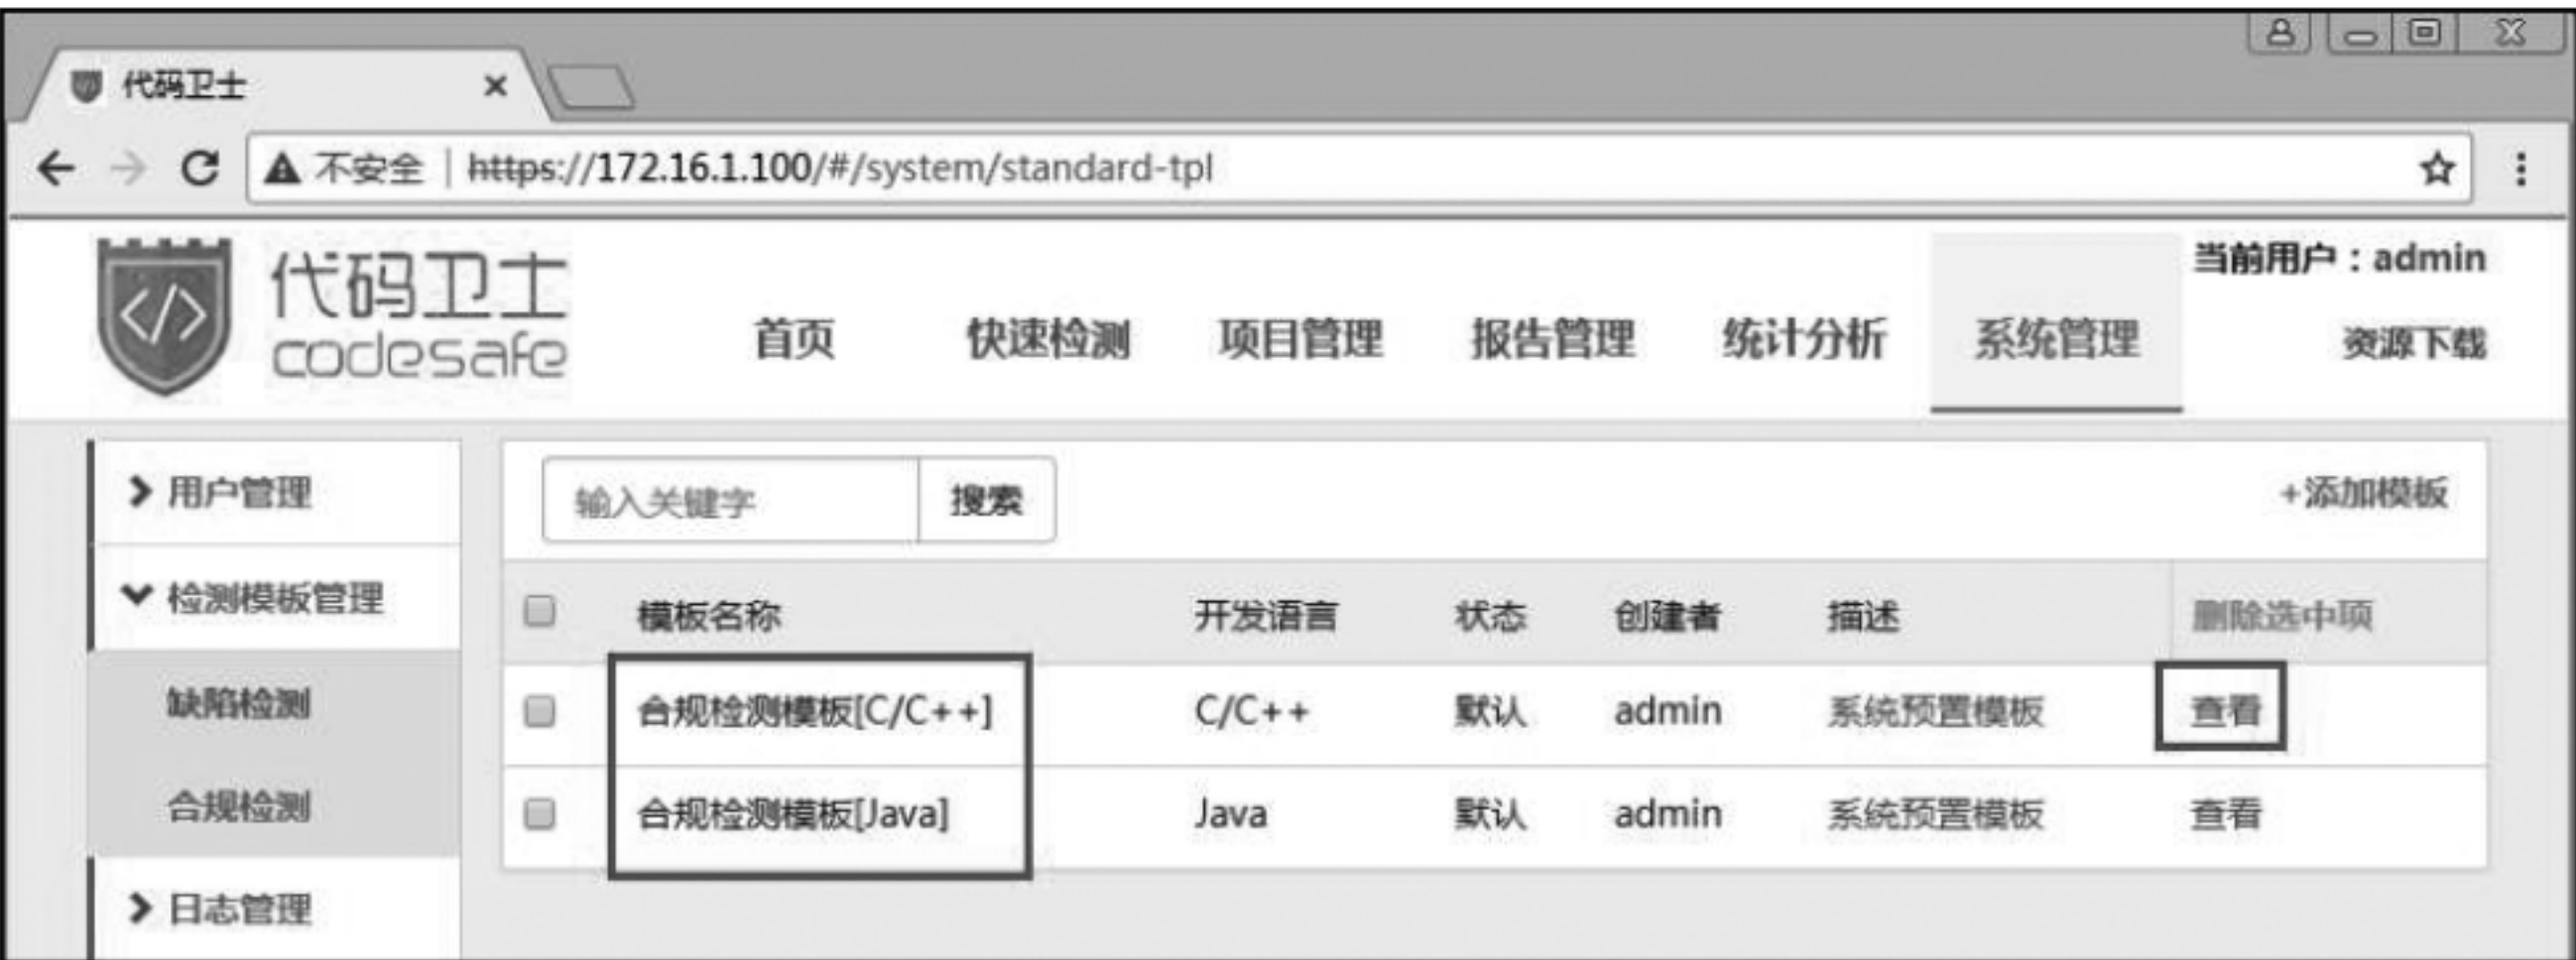 代码卫士
不安全 | https://172.16.1.100/#/system/standard-tpl
代码卫士
codesafe
首页 快速检测 项目管理 报告管理 统计分析 系统管理
当前用户：admin
资源下载
用户管理
检测模板管理
缺陷检测
合规检测
日志管理
输入关键字 搜索 +添加模板
模板名称 开发语言 状态 创建者 描述 删除选中项
合规检测模板[C/C++] C/C++ 默认 admin 系统预置模板 查看
合规检测模板[Java] Java 默认 admin 系统预置模板 查看